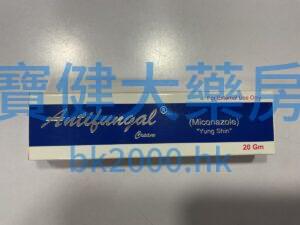 For External Use Only
寶健大藥房
Antifungal®
Cream
(Miconazole)
"Yung Shin"
bk2000.hk
20 Gm